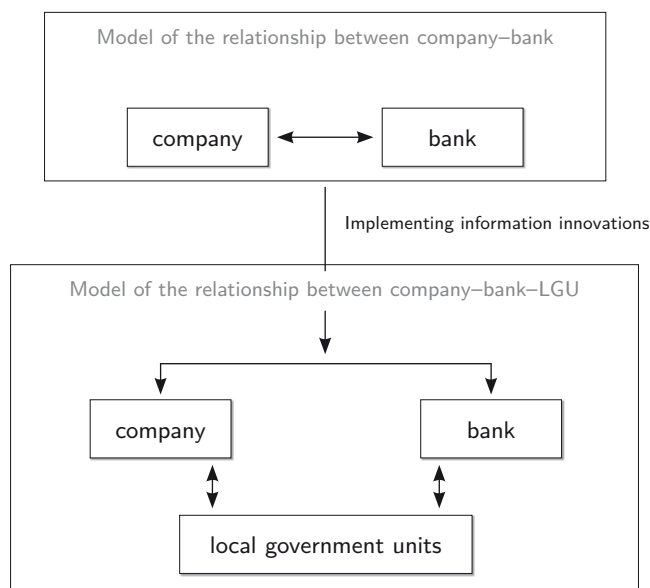 Model of the relationship between company–bank
company
bank
Implementing information innovations
Model of the relationship between company–bank–LGU
company
bank
local government units